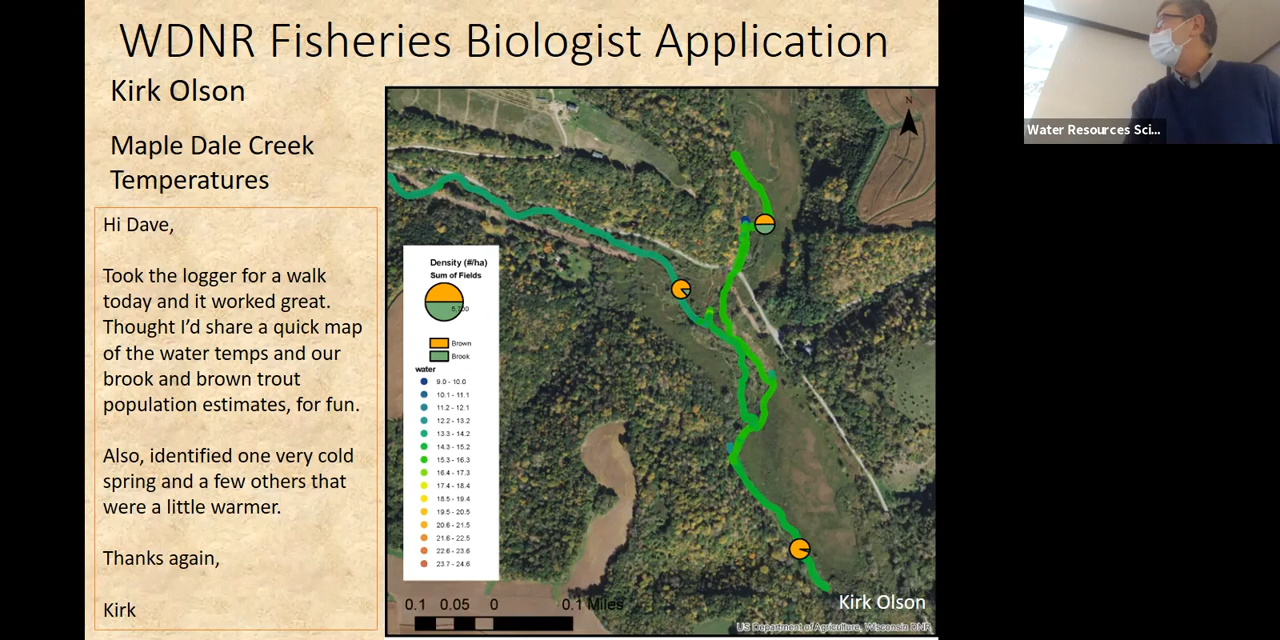 WDNR Fisheries Biologist Application
Kirk Olson
Maple Dale Creek
Temperatures
Hi Dave,
Took the logger for a walk
today and it worked great.
Thought I'd share a quick map
of the water temps and our
brook and brown trout
population estimates, for fun.
Also, identified one very cold
spring and a few others that
were a little warmer.
Thanks again,
Kirk
N
Density (#/ha)
Sum of Fields
5,700
Brown
Brook
water
9.0 - 10.0
10.1 - 11.1
11.2 - 12.1
12.2 - 13.2
13.3 - 14.2
14.3 - 15.2
15.3 - 16.3
16.4 - 17.3
17.4 - 18.4
18.5 - 19.4
19.5 - 20.5
20.6 - 21.5
21.6 - 22.5
22.6 - 23.6
23.7 - 24.6
0.1 0.05 0 0.1 Miles
Kirk Olson
US Department of Agriculture, Wisconsin DNR
Water Resources Sci...